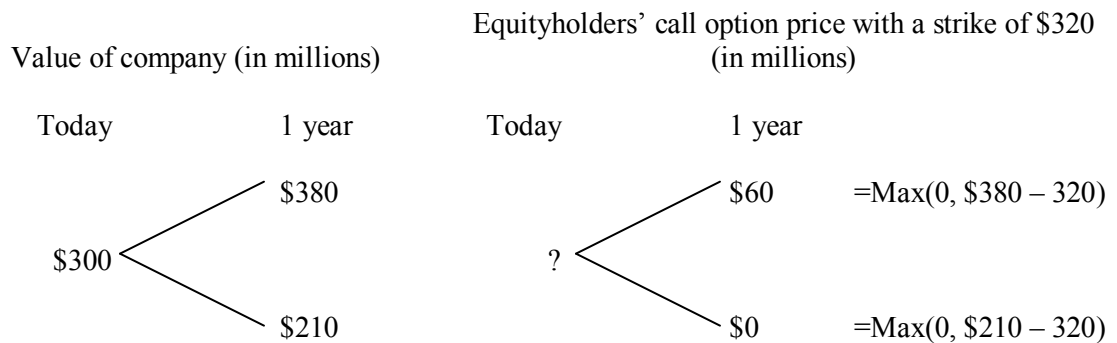 Equityholders’ call option price with a strike of $320
Value of company (in millions) (in millions)
Today 1 year Today 1 year
$380 $60 =Max(0, $380 – 320)
$300 ?
$210 $0 =Max(0, $210 – 320)